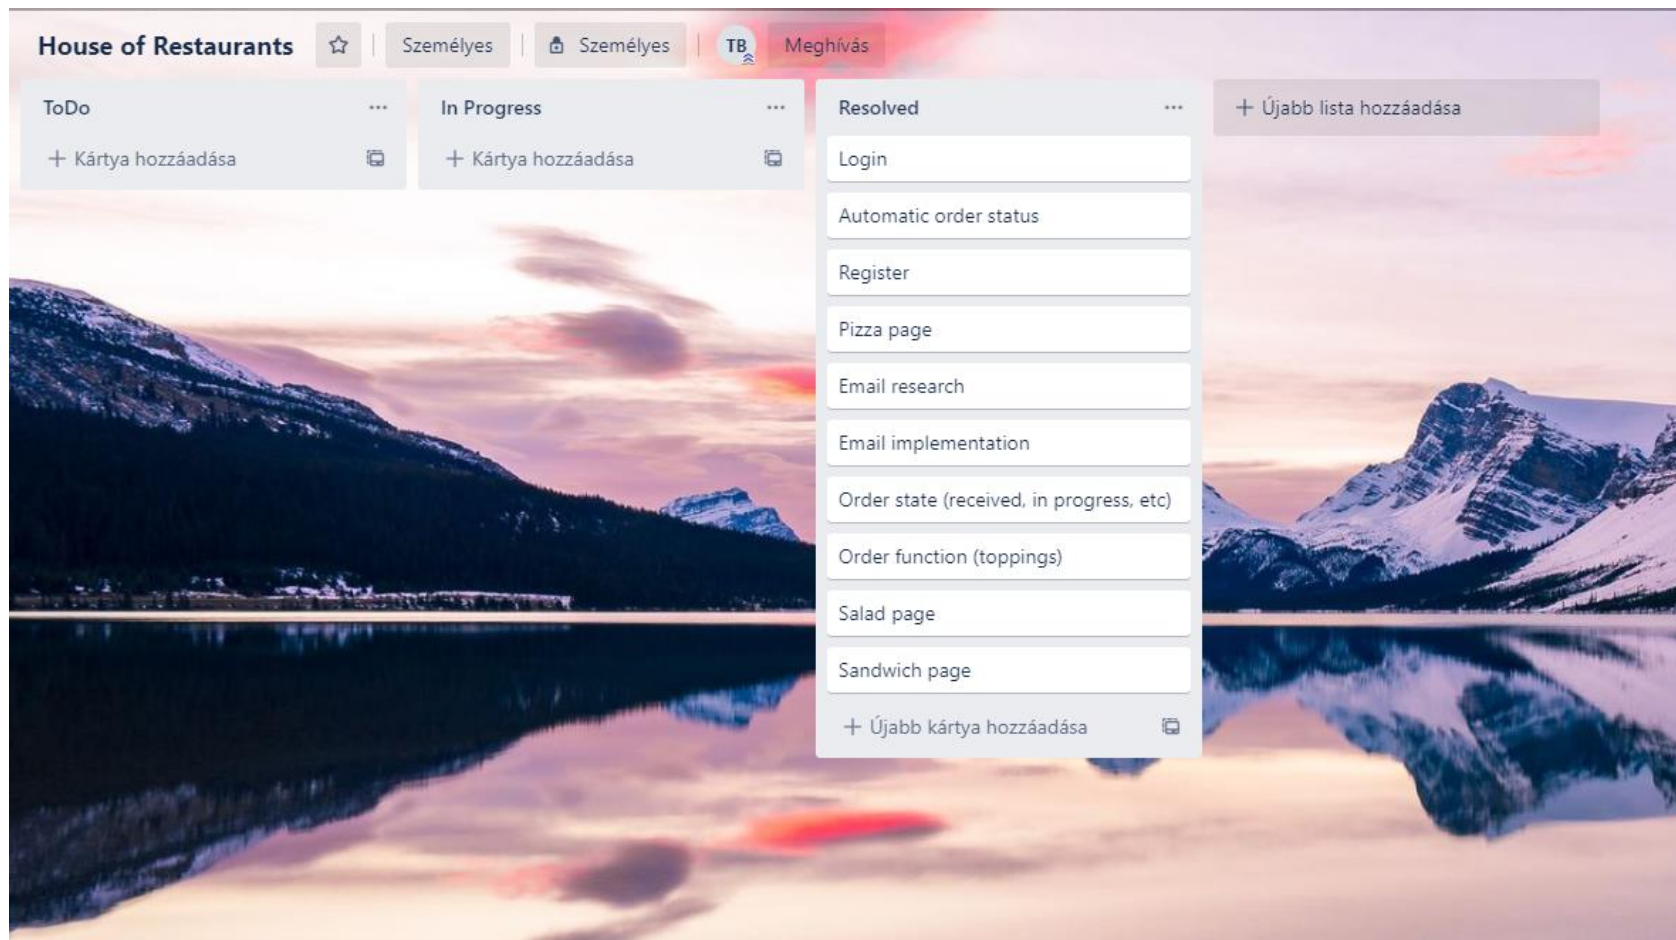 House of Restaurants Személyes Személyes TB Meghívás
ToDo
+ Kártya hozzáadása
In Progress
+ Kártya hozzáadása
Resolved
Login
Automatic order status
Register
Pizza page
Email research
Email implementation
Order state (received, in progress, etc)
Order function (toppings)
Salad page
Sandwich page
+ Újabb kártya hozzáadása
+ Újabb lista hozzáadása